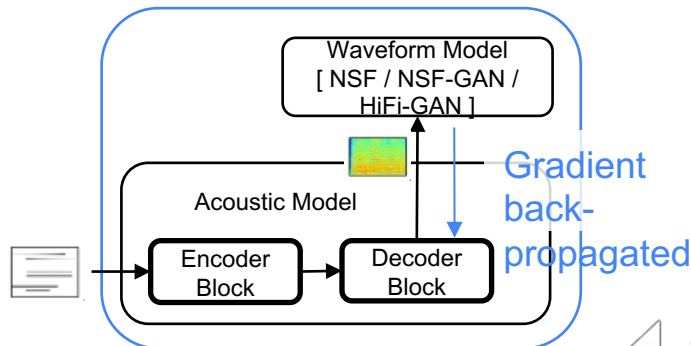 Waveform Model
[ NSF / NSF-GAN /
HiFi-GAN ]
Gradient
back-
propagated
Acoustic Model
Encoder
Block
Decoder
Block